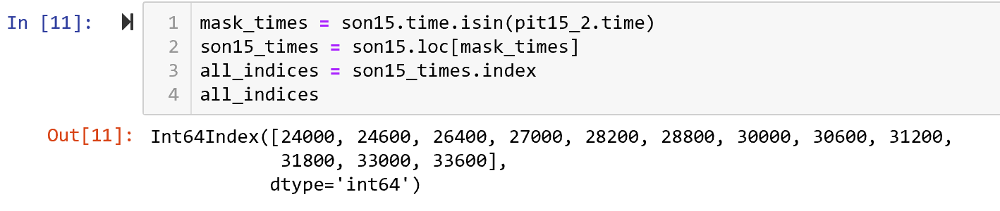 In [11]:
1 mask_times = son15.time.isin(pit15_2.time)
2 son15_times = son15.loc[mask_times]
3 all_indices = son15_times.index
4 all_indices
Out[11]: Int64Index([24000, 24600, 26400, 27000, 28200, 28800, 30000, 30600, 31200,
31800, 33000, 33600],
dtype='int64')